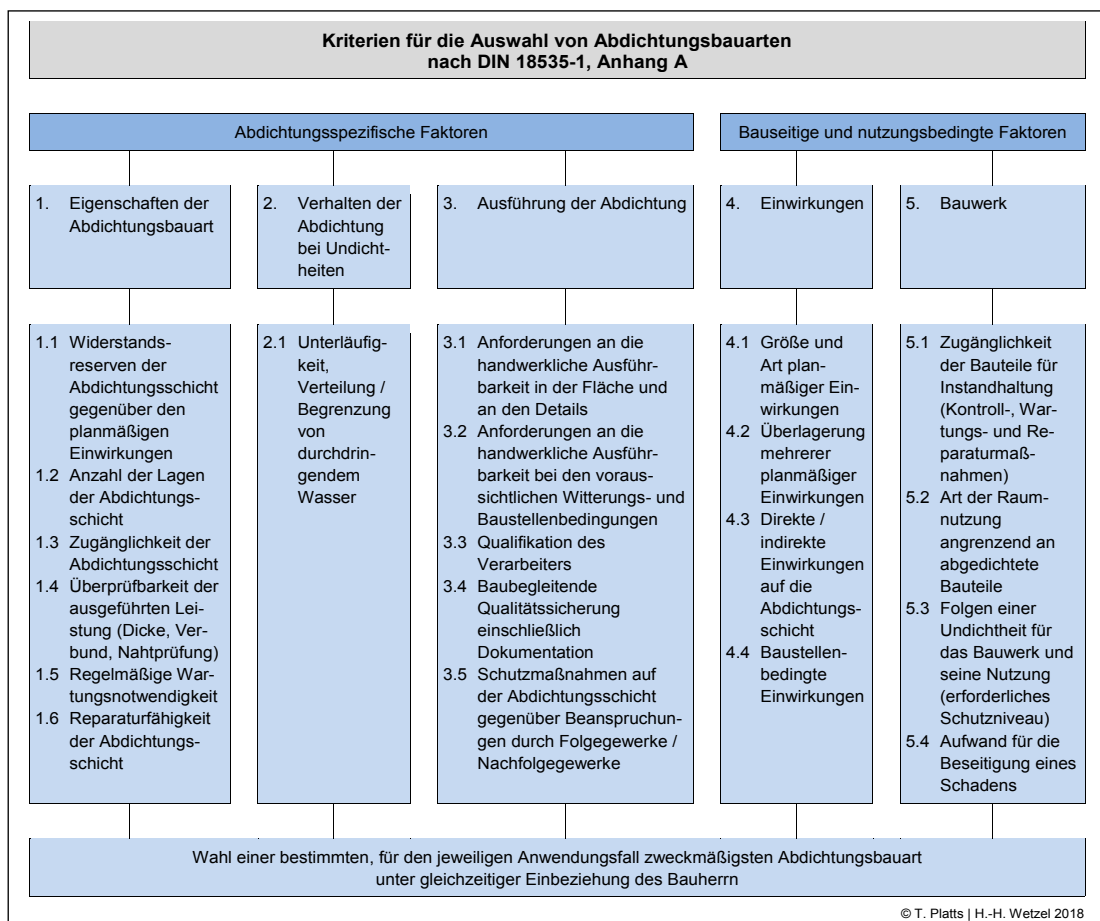 Kriterien für die Auswahl von Abdichtungsbauarten
nach DIN 18535-1, Anhang A
Abdichtungsspezifische Faktoren
Bauseitige und nutzungsbedingte Faktoren
1. Eigenschaften der
Abdichtungsbauart
2. Verhalten der
Abdichtung
bei Undicht-
heiten
3. Ausführung der Abdichtung
4. Einwirkungen
5. Bauwerk
1.1 Widerstands-
reserven der
Abdichtungsschicht
gegenüber den
planmäßigen
Einwirkungen
1.2 Anzahl der Lagen
der Abdichtungs-
schicht
1.3 Zugänglichkeit der
Abdichtungsschicht
1.4 Überprüfbarkeit der
ausgeführten Lei-
stung (Dicke, Ver-
bund, Nahtprüfung)
1.5 Regelmäßige War-
tungsnotwendigkeit
1.6 Reparaturfähigkeit
der Abdichtungs-
schicht
2.1 Unterläufig-
keit,
Verteilung /
Begrenzung
von
durchdrin-
gendem
Wasser
3.1 Anforderungen an die
handwerkliche Ausführ-
barkeit in der Fläche und
an den Details
3.2 Anforderungen an die
handwerkliche Ausführ-
barkeit bei den voraus-
sichtlichen Witterungs- und
Baustellenbedingungen
3.3 Qualifikation des
Verarbeiters
3.4 Baubegleitende
Qualitätssicherung
einschließlich
Dokumentation
3.5 Schutzmaßnahmen auf
der Abdichtungsschicht
gegenüber Beanspruchun-
gen durch Folgegewerke /
Nachfolgegewerke
4.1 Größe und
Art plan-
mäßiger Ein-
wirkungen
4.2 Überlagerung
mehrerer
planmäßiger
Einwirkungen
4.3 Direkte /
indirekte
Einwirkungen
auf die
Abdichtungs-
schicht
4.4 Baustellen-
bedingte
Einwirkungen
5.1 Zugänglichkeit
der Bauteile für
Instandhaltung
(Kontroll-, War-
tungs- und Re-
paraturmaß-
nahmen)
5.2 Art der Raum-
nutzung
angrenzend an
abgedichtete
Bauteile
5.3 Folgen einer
Undichtheit für
das Bauwerk und
seine Nutzung
(erforderliches
Schutzniveau)
5.4 Aufwand für die
Beseitigung eines
Schadens
Wahl einer bestimmten, für den jeweiligen Anwendungsfall zweckmäßigsten Abdichtungsbauart
unter gleichzeitiger Einbeziehung des Bauherrn
© T. Platts | H.-H. Wetzel 2018